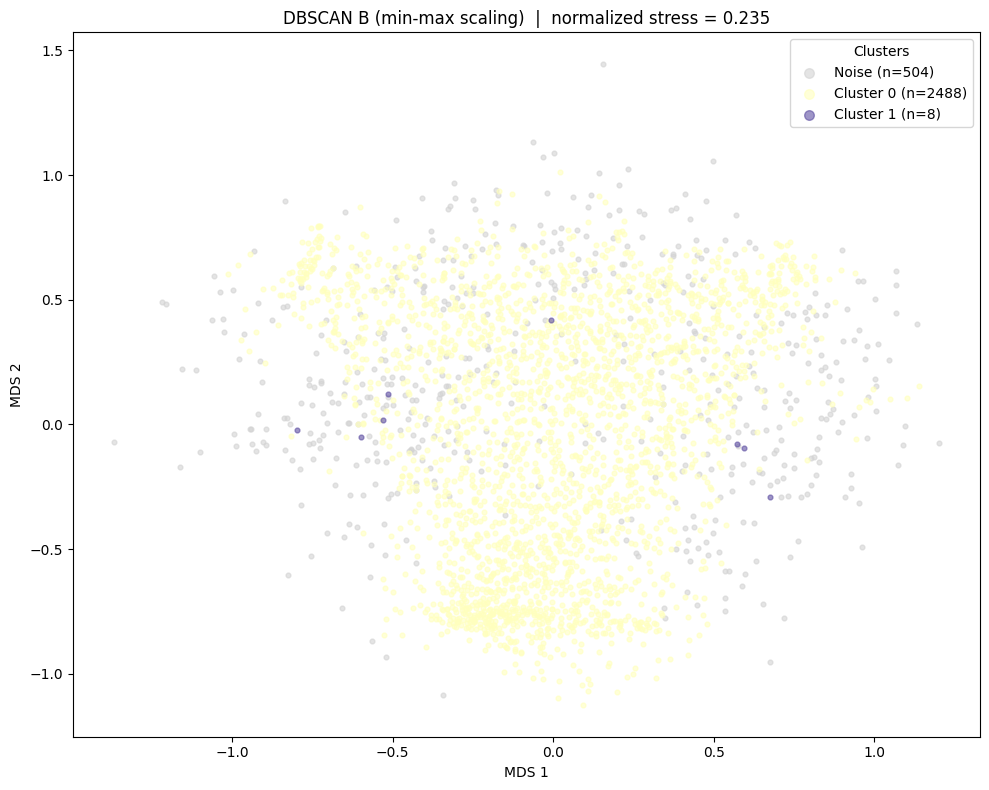 DBSCAN B (min-max scaling)  |  normalized stress = 0.235
Clusters
Noise (n=504)
Cluster 0 (n=2488)
Cluster 1 (n=8)
1.5
1.0
0.5
0.0
−0.5
−1.0
MDS 2
−1.0
−0.5
0.0
0.5
1.0
MDS 1